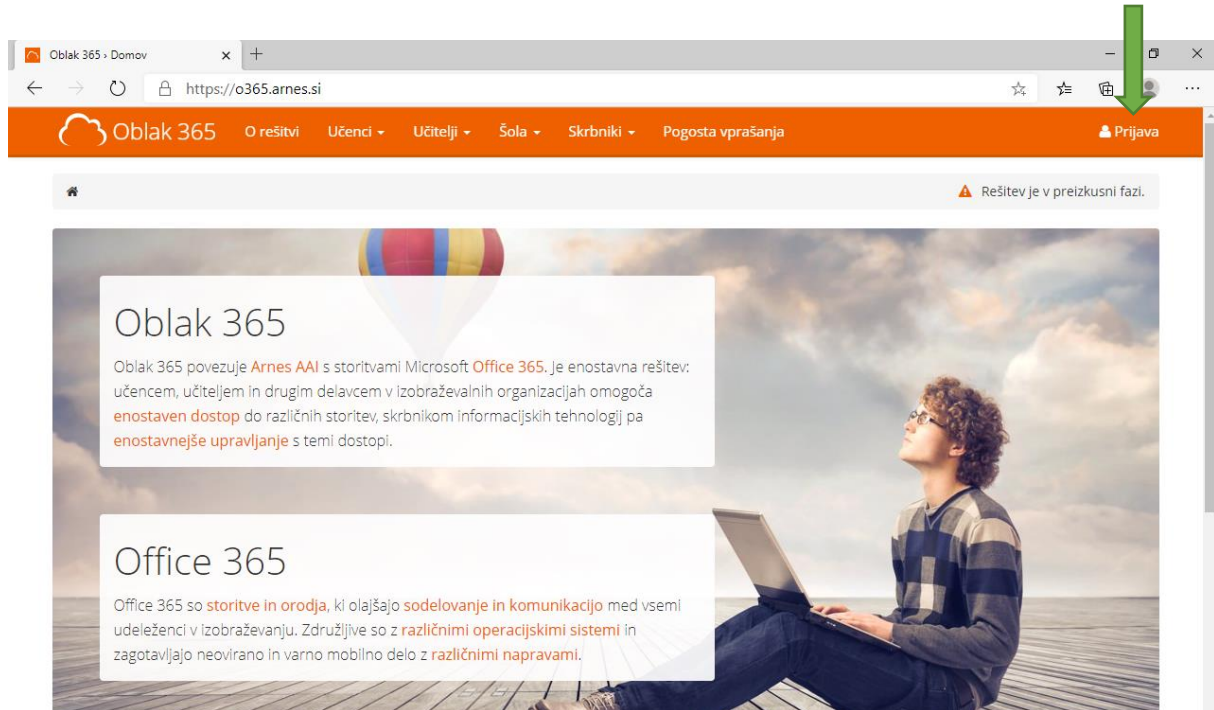 Oblak 365 › Domov
https://o365.arnes.si
Oblak 365 O rešitvi Učenci Učitelji Šola Skrbniki Pogosta vprašanja Prijava
Rešitev je v preizkusni fazi.
Oblak 365
Oblak 365 povezuje Arnes AAI s storitvami Microsoft Office 365. Je enostavna rešitev:
učencem, učiteljem in drugim delavcem v izobraževalnih organizacijah omogoča
enostaven dostop do različnih storitev, skrbnikom informacijskih tehnologij pa
enostavnejše upravljanje s temi dostopi.
Office 365
Office 365 so storitve in orodja, ki olajšajo sodelovanje in komunikacijo med vsemi
udeleženci v izobraževanju. Združljive so z različnimi operacijskimi sistemi in
zagotavljajo neovirano in varno mobilno delo z različnimi napravami.